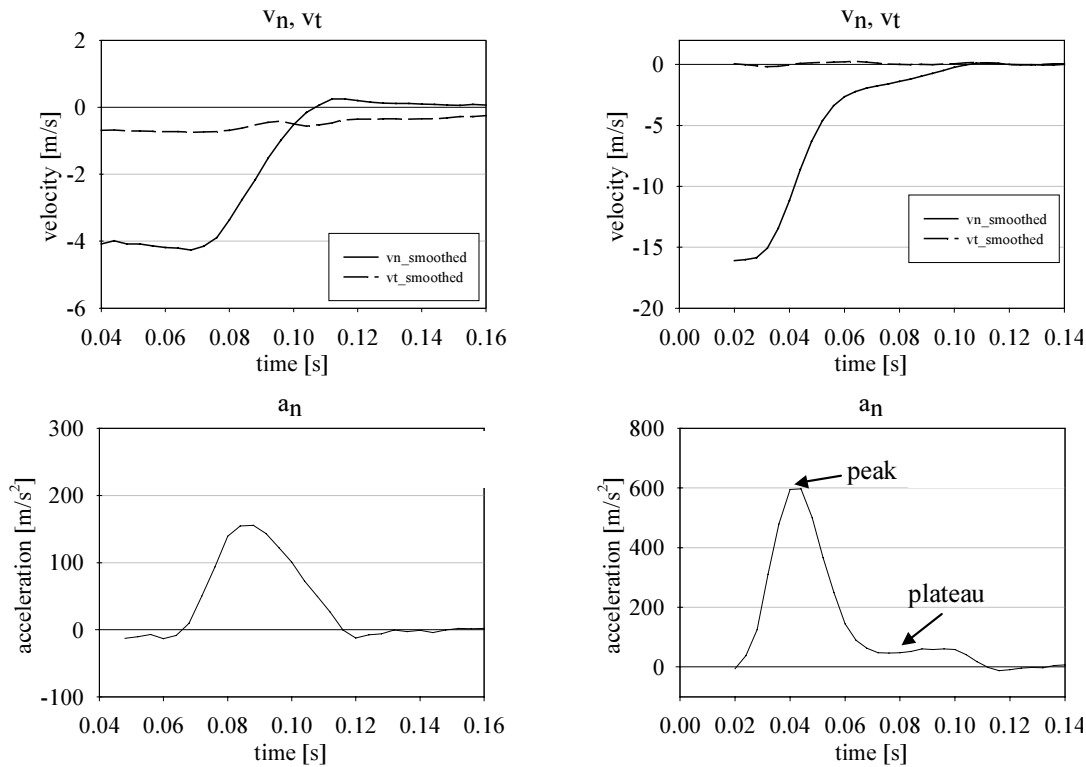 vn, vt
2
0
-2
-4
-6
velocity [m/s]
vn_smoothed
vt_smoothed
0.04 0.06 0.08 0.10 0.12 0.14 0.16
time [s]
vn, vt
0
-5
-10
-15
-20
velocity [m/s]
vn_smoothed
vt_smoothed
0.00 0.02 0.04 0.06 0.08 0.10 0.12 0.14
time [s]
an
300
200
100
0
-100
acceleration [m/s²]
0.04 0.06 0.08 0.10 0.12 0.14 0.16
time [s]
an
800
600
400
200
0
acceleration [m/s²]
peak
plateau
0.00 0.02 0.04 0.06 0.08 0.10 0.12 0.14
time [s]